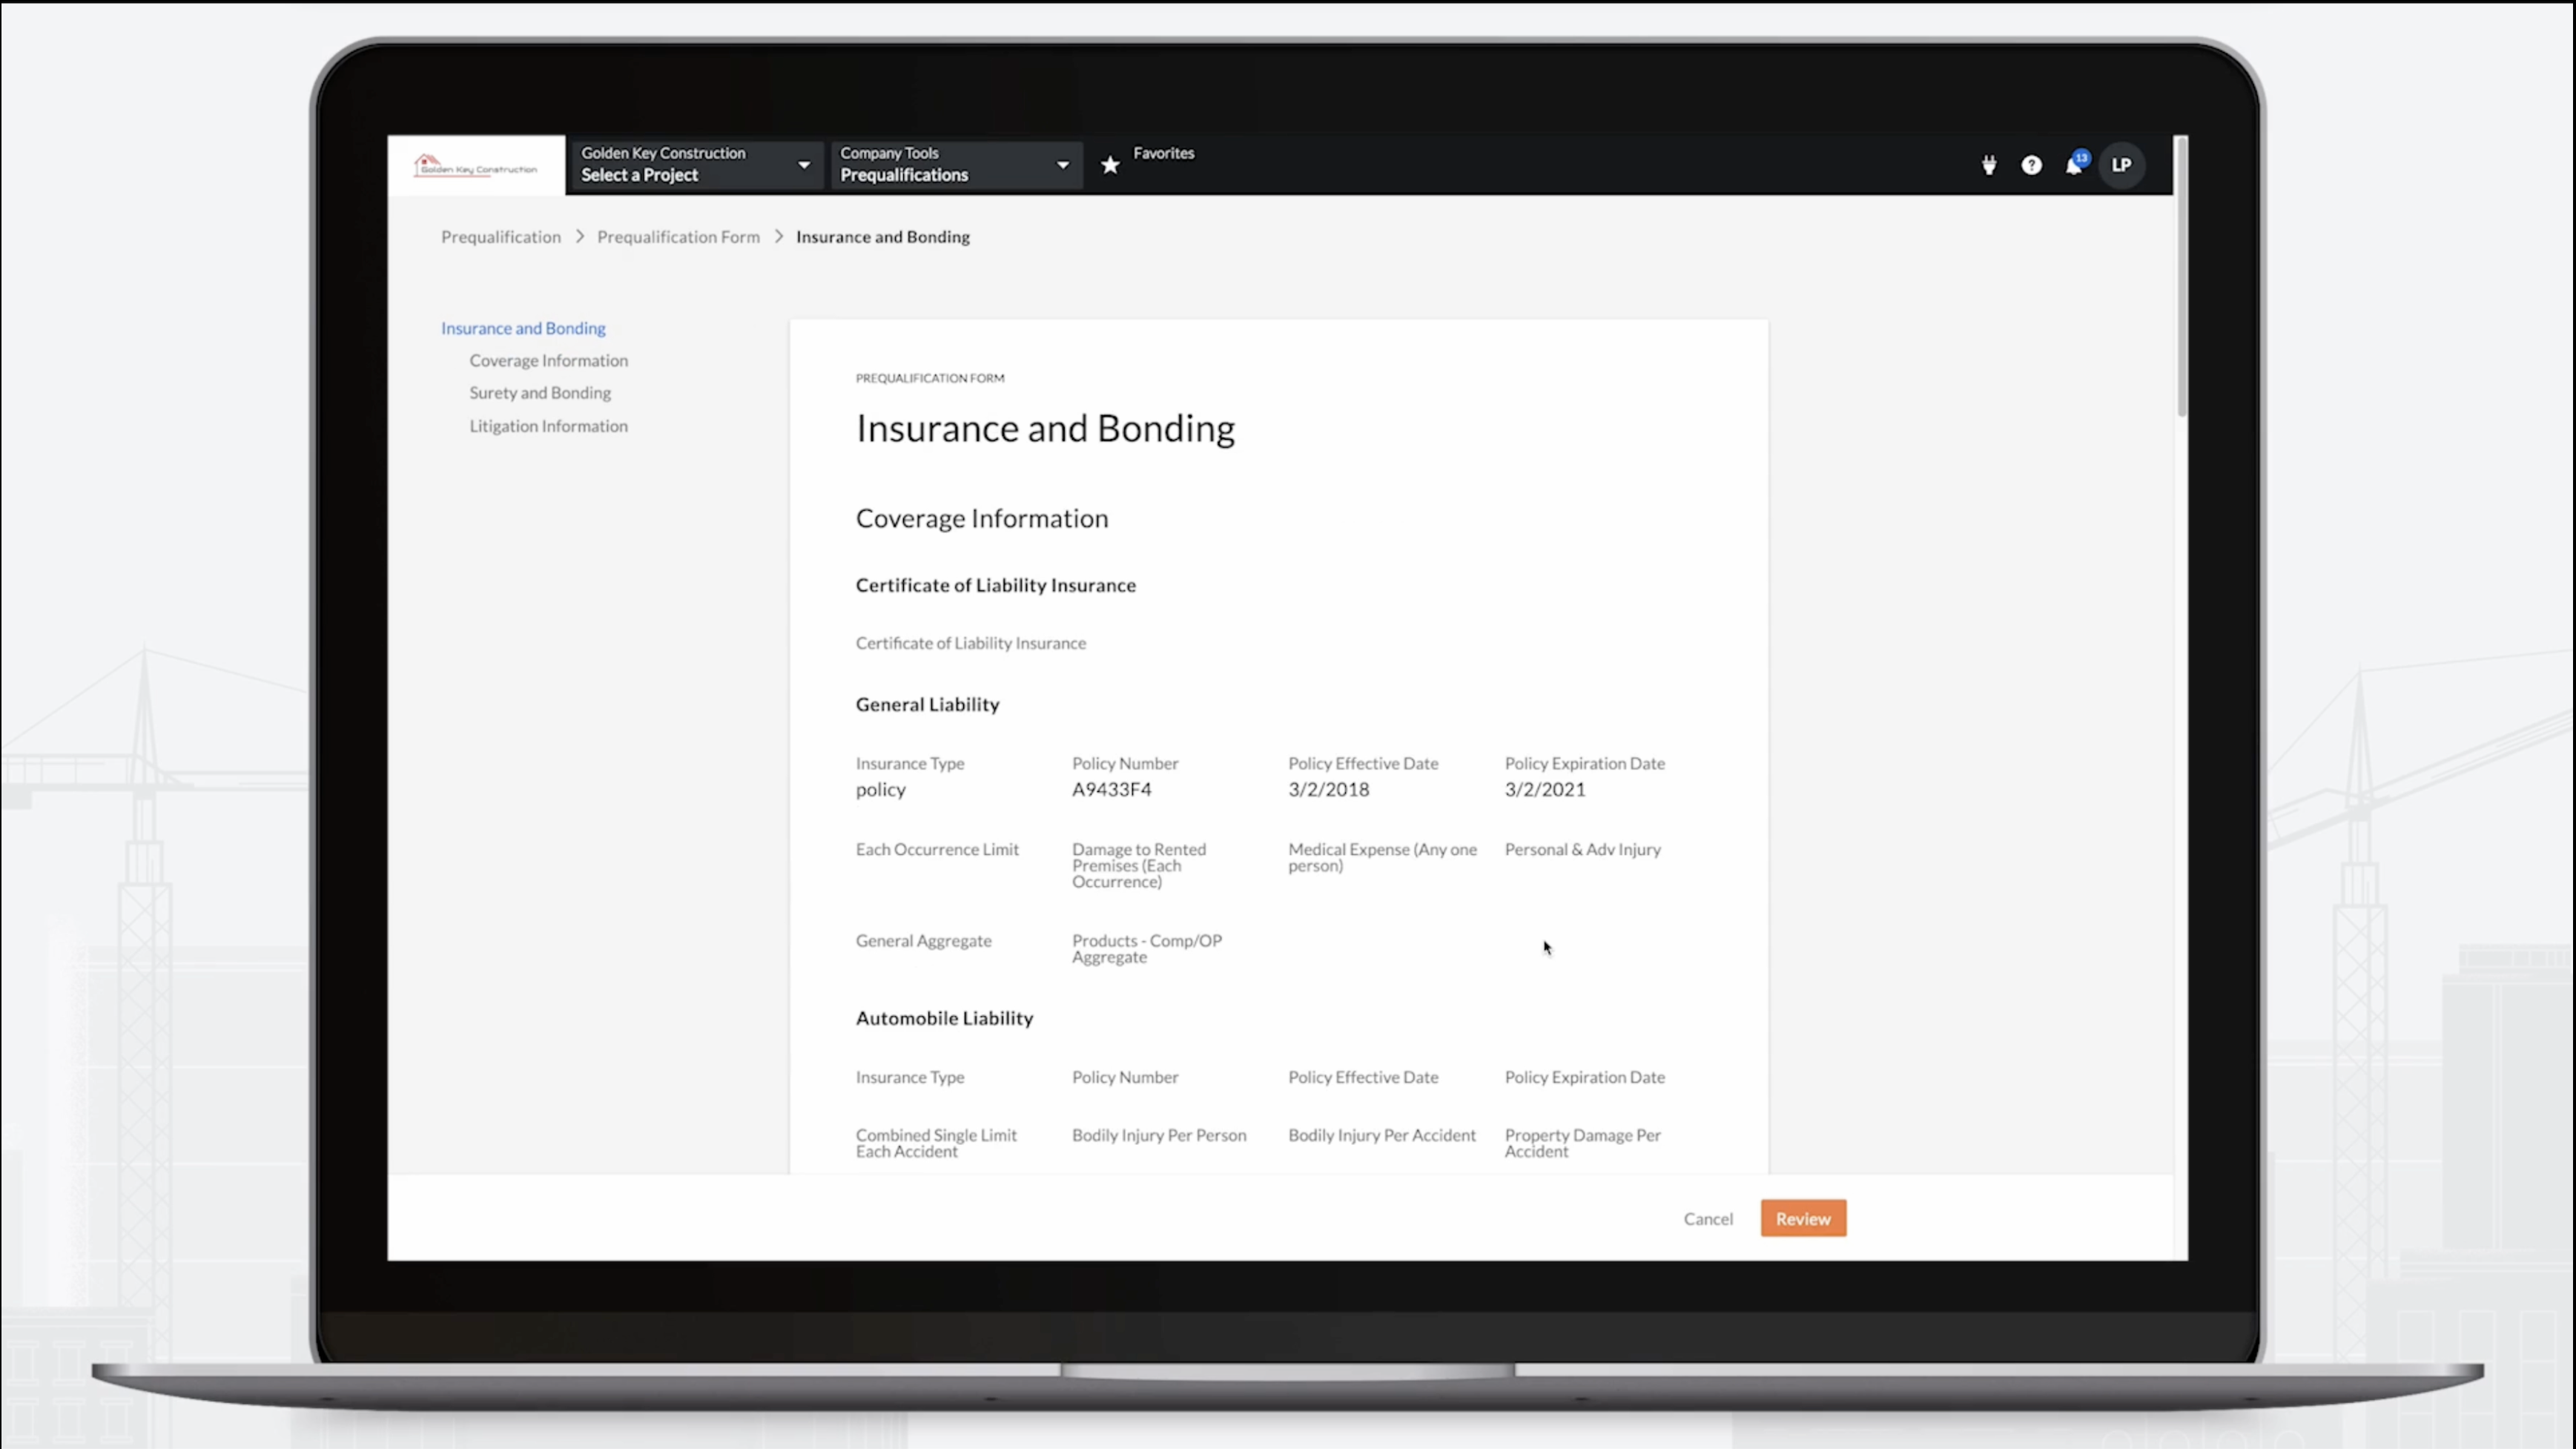 Golden Key Construction
Golden Key Construction
Select a Project
Company Tools
Prequalifications
Favorites
13
LP
Prequalification > Prequalification Form > Insurance and Bonding
Insurance and Bonding
Coverage Information
Surety and Bonding
Litigation Information
PREQUALIFICATION FORM
Insurance and Bonding
Coverage Information
Certificate of Liability Insurance
Certificate of Liability Insurance
General Liability
Insurance Type Policy Number Policy Effective Date Policy Expiration Date
policy A9433F4 3/2/2018 3/2/2021
Each Occurrence Limit Damage to Rented Medical Expense (Any one Personal & Adv Injury
Premises (Each person)
Occurrence)
General Aggregate Products - Comp/OP
Aggregate
Automobile Liability
Insurance Type Policy Number Policy Effective Date Policy Expiration Date
Combined Single Limit Bodily Injury Per Person Bodily Injury Per Accident Property Damage Per
Each Accident Accident
Cancel Review